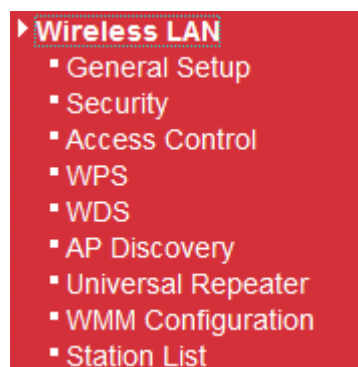 Wireless LAN
General Setup
Security
Access Control
WPS
WDS
AP Discovery
Universal Repeater
WMM Configuration
Station List